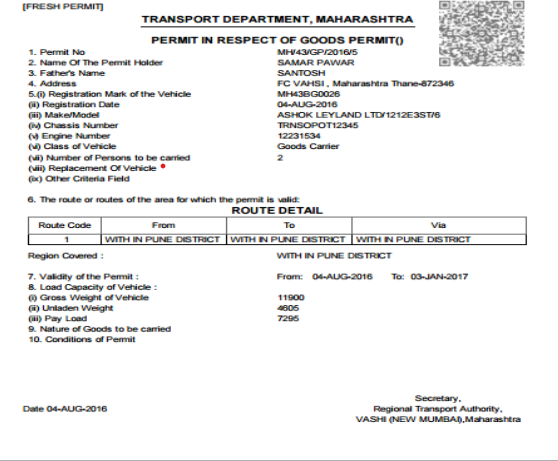 [FRESH PERMIT]
TRANSPORT DEPARTMENT, MAHARASHTRA
PERMIT IN RESPECT OF GOODS PERMIT()
1. Permit No MH/43/GP/2016/5
2. Name Of The Permit Holder SAMAR PAWAR
3. Father's Name SANTOSH
4. Address FC VAHSI , Maharashtra Thane-872346
5.(i) Registration Mark of the Vehicle MH43BG0026
(ii) Registration Date 04-AUG-2016
(iii) Make/Model ASHOK LEYLAND LTD/1212E3ST/6
(iv) Chassis Number TRNSOPOT12345
(v) Engine Number 12231534
(vi) Class of Vehicle Goods Carrier
(vii) Number of Persons to be carried 2
(viii) Replacement Of Vehicle
(ix) Other Criteria Field
6. The route or routes of the area for which the permit is valid:
ROUTE DETAIL
Route Code From To Via
1 WITH IN PUNE DISTRICT WITH IN PUNE DISTRICT WITH IN PUNE DISTRICT
Region Covered : WITH IN PUNE DISTRICT
7. Validity of the Permit : From: 04-AUG-2016 To: 03-JAN-2017
8. Load Capacity of Vehicle :
(i) Gross Weight of Vehicle 11900
(ii) Unladen Weight 4605
(iii) Pay Load 7295
9. Nature of Goods to be carried
10. Conditions of Permit
Secretary,
Date 04-AUG-2016 Regional Transport Authority,
VASHI (NEW MUMBAI),Maharashtra